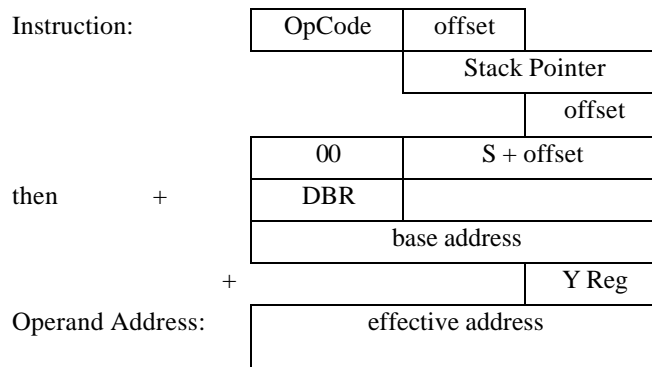 Instruction: OpCode offset
Stack Pointer
offset
00 S + offset
then + DBR
base address
+ Y Reg
Operand Address: effective address